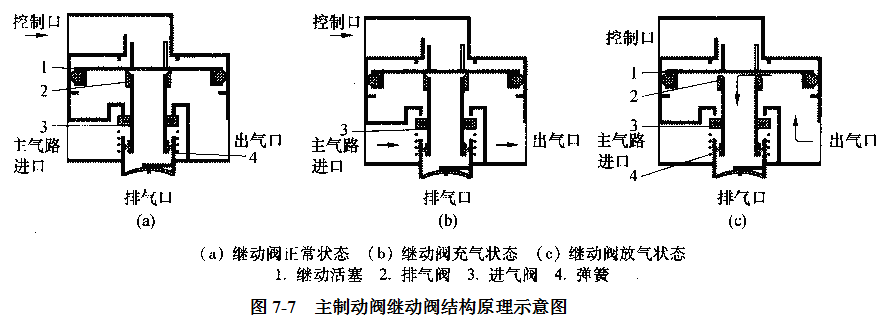 控制口
1
2
3
主气路
进口
出气口
4
排气口
(a)
控制口
3
主气路
进口
出气口
排气口
(b)
控制口
1
2
3
主气路
进口
出气口
4
排气口
(c)
(a) 继动阀正常状态 (b) 继动阀充气状态 (c) 继动阀放气状态
1. 继动活塞 2. 排气阀 3. 进气阀 4. 弹簧
图 7-7 主制动阀继动阀结构原理示意图